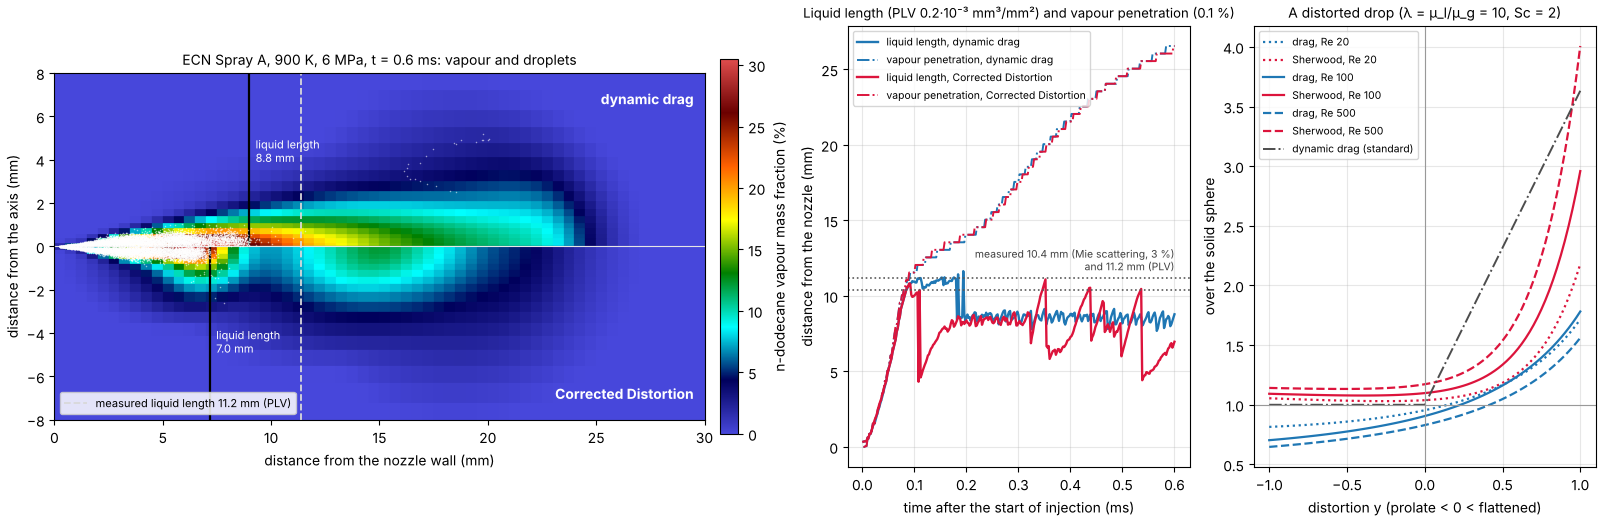 ECN Spray A, 900 K, 6 MPa, t = 0.6 ms: vapour and droplets
distance from the axis (mm)
8
6
4
2
0
−2
−4
−6
−8
dynamic drag
liquid length
8.8 mm
liquid length
7.0 mm
Corrected Distortion
measured liquid length 11.2 mm (PLV)
0
5
10
15
20
25
30
distance from the nozzle wall (mm)
30
25
20
15
10
5
0
n-dodecane vapour mass fraction (%)
Liquid length (PLV 0.2·10⁻³ mm³/mm²) and vapour penetration (0.1 %)
distance from the nozzle (mm)
25
20
15
10
5
0
liquid length, dynamic drag
vapour penetration, dynamic drag
liquid length, Corrected Distortion
vapour penetration, Corrected Distortion
measured 10.4 mm (Mie scattering, 3 %)
and 11.2 mm (PLV)
0.0
0.1
0.2
0.3
0.4
0.5
0.6
time after the start of injection (ms)
A distorted drop (λ = μ_l/μ_g = 10, Sc = 2)
over the solid sphere
4.0
3.5
3.0
2.5
2.0
1.5
1.0
0.5
drag, Re 20
Sherwood, Re 20
drag, Re 100
Sherwood, Re 100
drag, Re 500
Sherwood, Re 500
dynamic drag (standard)
−1.0
−0.5
0.0
0.5
1.0
distortion y (prolate < 0 < flattened)